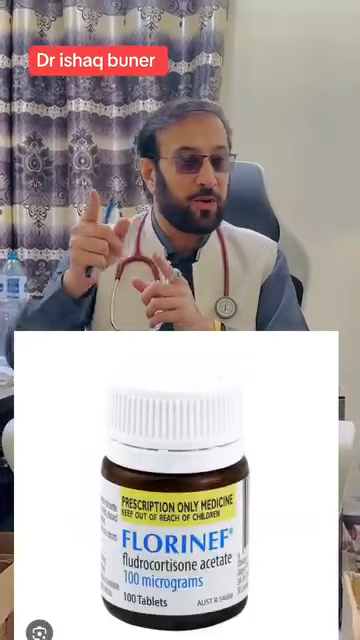 Dr ishaq buner
PRESCRIPTION ONLY MEDICINE
KEEP OUT OF REACH OF CHILDREN
FLORINEF®
fludrocortisone acetate
100 micrograms
100 Tablets